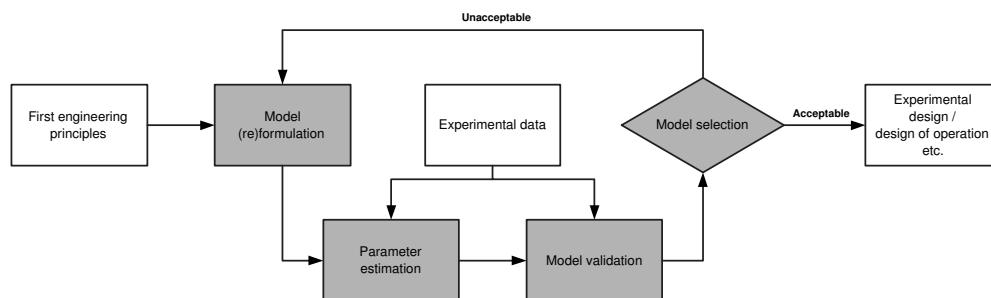 Unacceptable
First engineering
principles
Model
(re)formulation
Experimental data
Model selection
Acceptable
Experimental
design /
design of operation
etc.
Parameter
estimation
Model validation